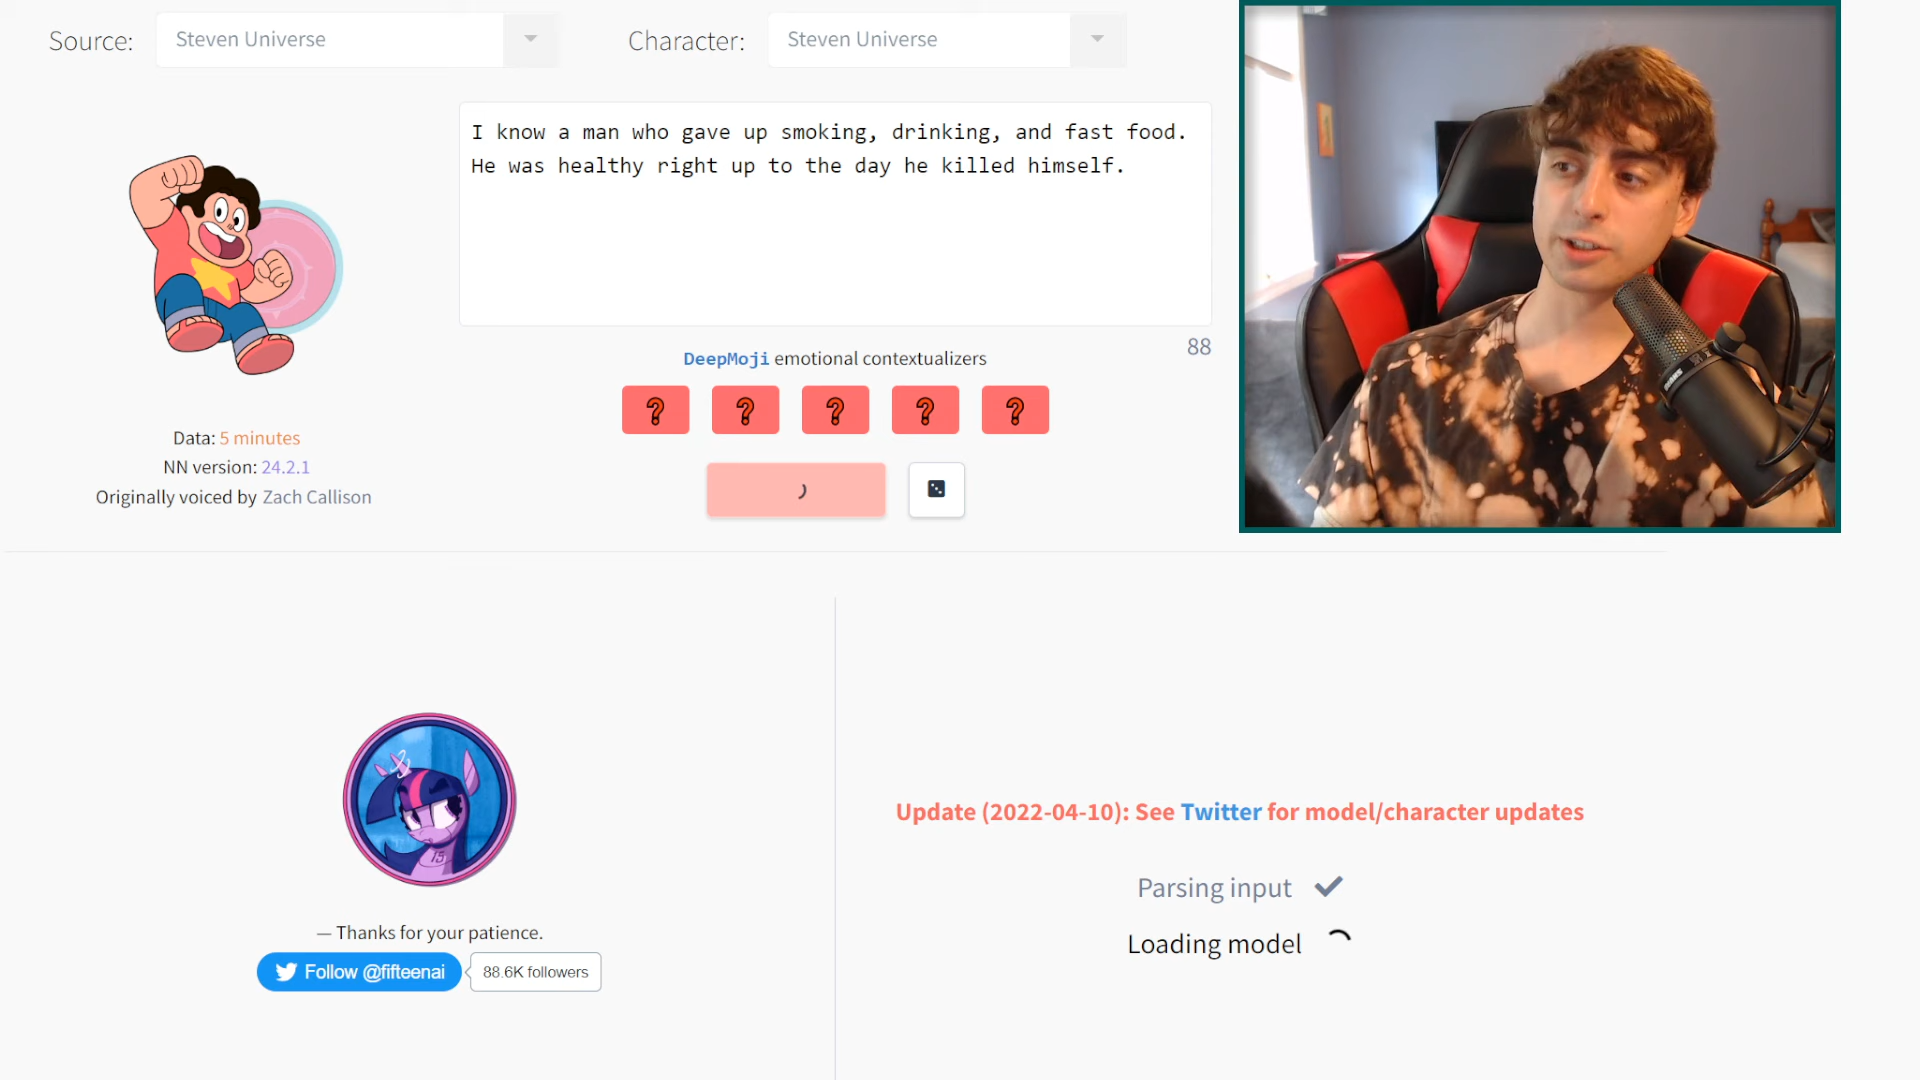 Source: Steven Universe
Character: Steven Universe
I know a man who gave up smoking, drinking, and fast food.
He was healthy right up to the day he killed himself.
88
DeepMoji emotional contextualizers
? ? ? ? ?
Data: 5 minutes
NN version: 24.2.1
Originally voiced by Zach Callison
15
— Thanks for your patience.
Follow @fifteenai
88.6K followers
Update (2022-04-10): See Twitter for model/character updates
Parsing input
Loading model